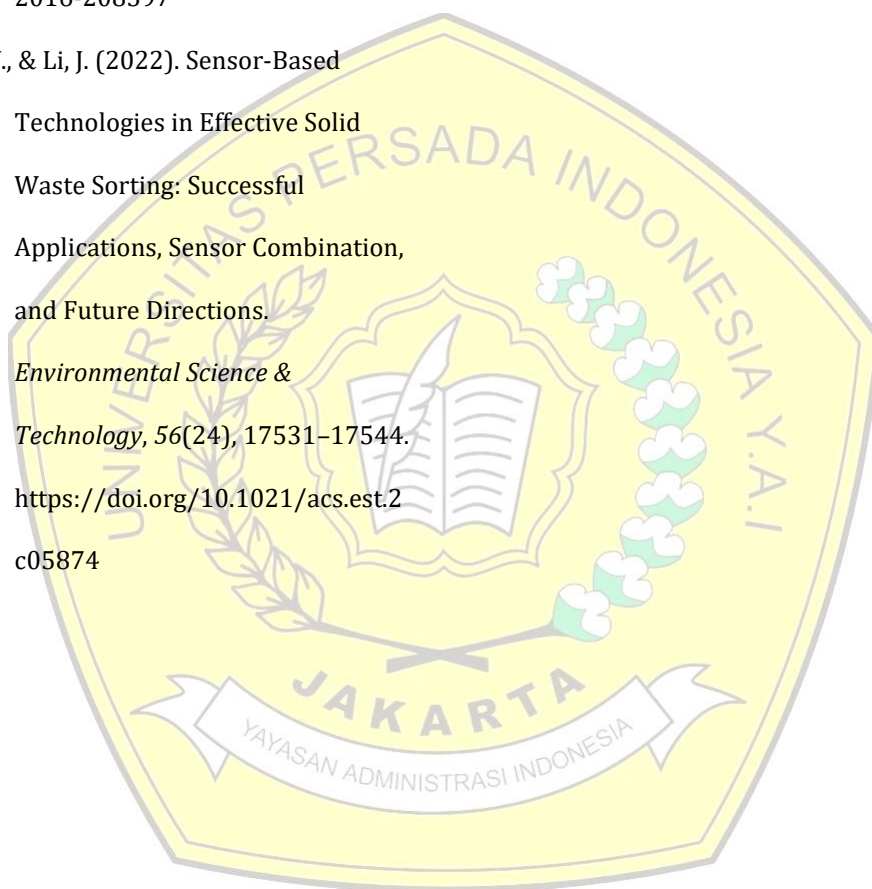 & Li, J. (2022). Sensor-Based
Technologies in Effective Solid
Waste Sorting: Successful
Applications, Sensor Combination,
and Future Directions.
Environmental Science &
Technology, 56(24), 17531–17544.
https://doi.org/10.1021/acs.est.2
c05874
UNIVERSITAS PERSADA INDONESIA Y.A.I
JAKARTA
YAYASAN ADMINISTRASI INDONESIA